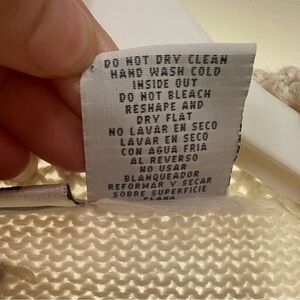 DO NOT DRY CLEAN
HAND WASH COLD
INSIDE OUT
DO NOT BLEACH
RESHAPE AND
DRY FLAT
NO LAVAR EN SECO
LAVAR EN SECO
CON AGUA FRIA
AL REVERSO
NO USAR
BLANQUEADOR
REFORMAR Y SECAR
SOBRE SUPERFICIE
PLANA